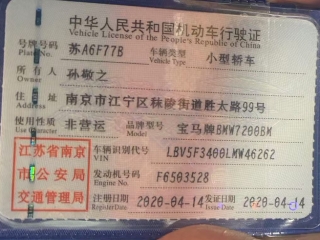 中华人民共和国机动车行驶证
Vehicle License of the People's Republic of China
号牌号码 苏A6F77B 车辆类型 小型轿车
Plate No. Vehicle Type
所有人 孙敬之
Owner
住址 南京市江宁区秣陵街道胜太路99号
Address
使用性质 非营运 品牌型号 宝马牌BMW7200BM
Use Character Model
江苏省南京
市公安局
交通管理局
车辆识别代号 LBV5F3400LMW46262
VIN
发动机号码 F6503528
Engine No.
注册日期 2020-04-14 发证日期 2020-04-14
Register Date Issue Date